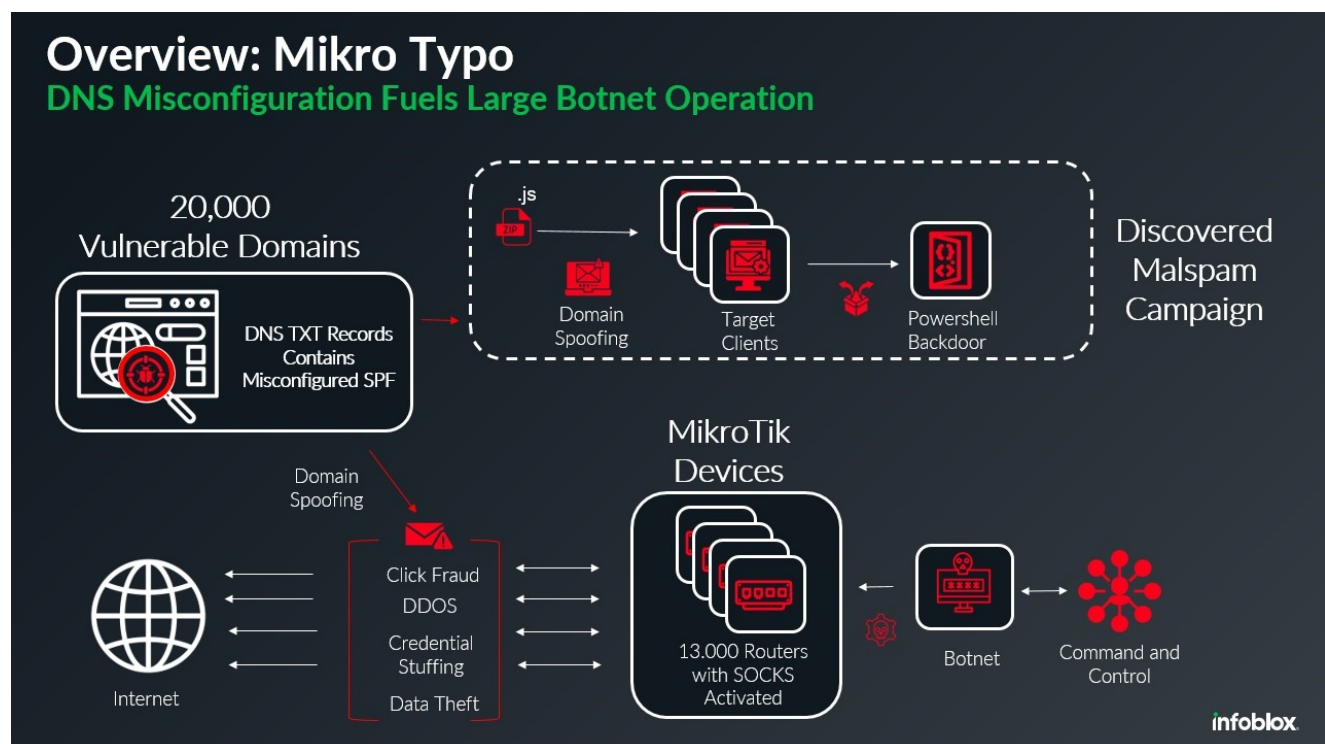 Overview: Mikro Typo
DNS Misconfiguration Fuels Large Botnet Operation
20,000
Vulnerable Domains
DNS TXT Records
Contains
Misconfigured SPF
.js
ZIP
Domain
Spoofing
Target
Clients
Powershell
Backdoor
Discovered
Malspam
Campaign
Domain
Spoofing
MikroTik
Devices
Click Fraud
DDOS
Credential
Stuffing
Data Theft
Internet
13.000 Routers
with SOCKS
Activated
Botnet
Command and
Control
infoblox.